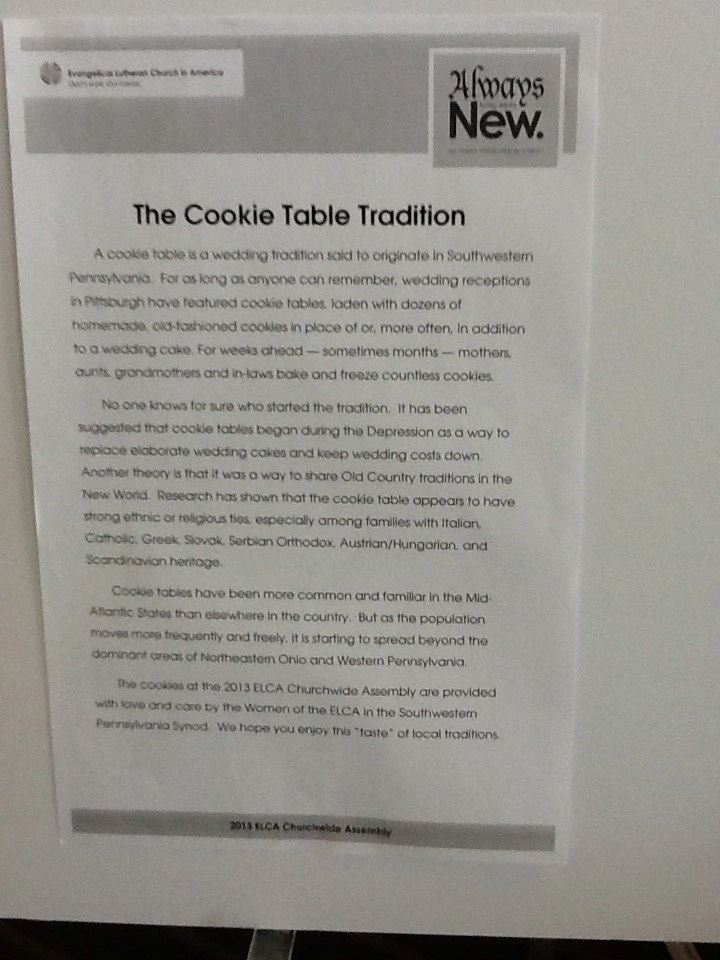 Evangelical Lutheran Church in America
God's work. Our hands.
Always
New.
The Cookie Table Tradition
A cookie table is a wedding tradition said to originate in Southwestern
Pennsylvania. For as long as anyone can remember, wedding receptions
in Pittsburgh have featured cookie tables, laden with dozens of
homemade, old-fashioned cookies in place of or, more often, in addition
to a wedding cake. For weeks ahead — sometimes months — mothers,
aunts, grandmothers and in-laws bake and freeze countless cookies.
No one knows for sure who started the tradition. It has been
suggested that cookie tables began during the Depression as a way to
replace elaborate wedding cakes and keep wedding costs down.
Another theory is that it was a way to share Old Country traditions in the
New World. Research has shown that the cookie table appears to have
strong ethnic or religious ties, especially among families with Italian,
Catholic, Greek, Slovak, Serbian Orthodox, Austrian/Hungarian, and
Scandinavian heritage.
Cookie tables have been more common and familiar in the Mid-
Atlantic States than elsewhere in the country. But as the population
moves more frequently and freely, it is starting to spread beyond the
dominant areas of Northeastern Ohio and Western Pennsylvania.
The cookies at the 2013 ELCA Churchwide Assembly are provided
with love and care by the Women of the ELCA in the Southwestern
Pennsylvania Synod. We hope you enjoy this "taste" of local traditions.
2013 ELCA Churchwide Assembly